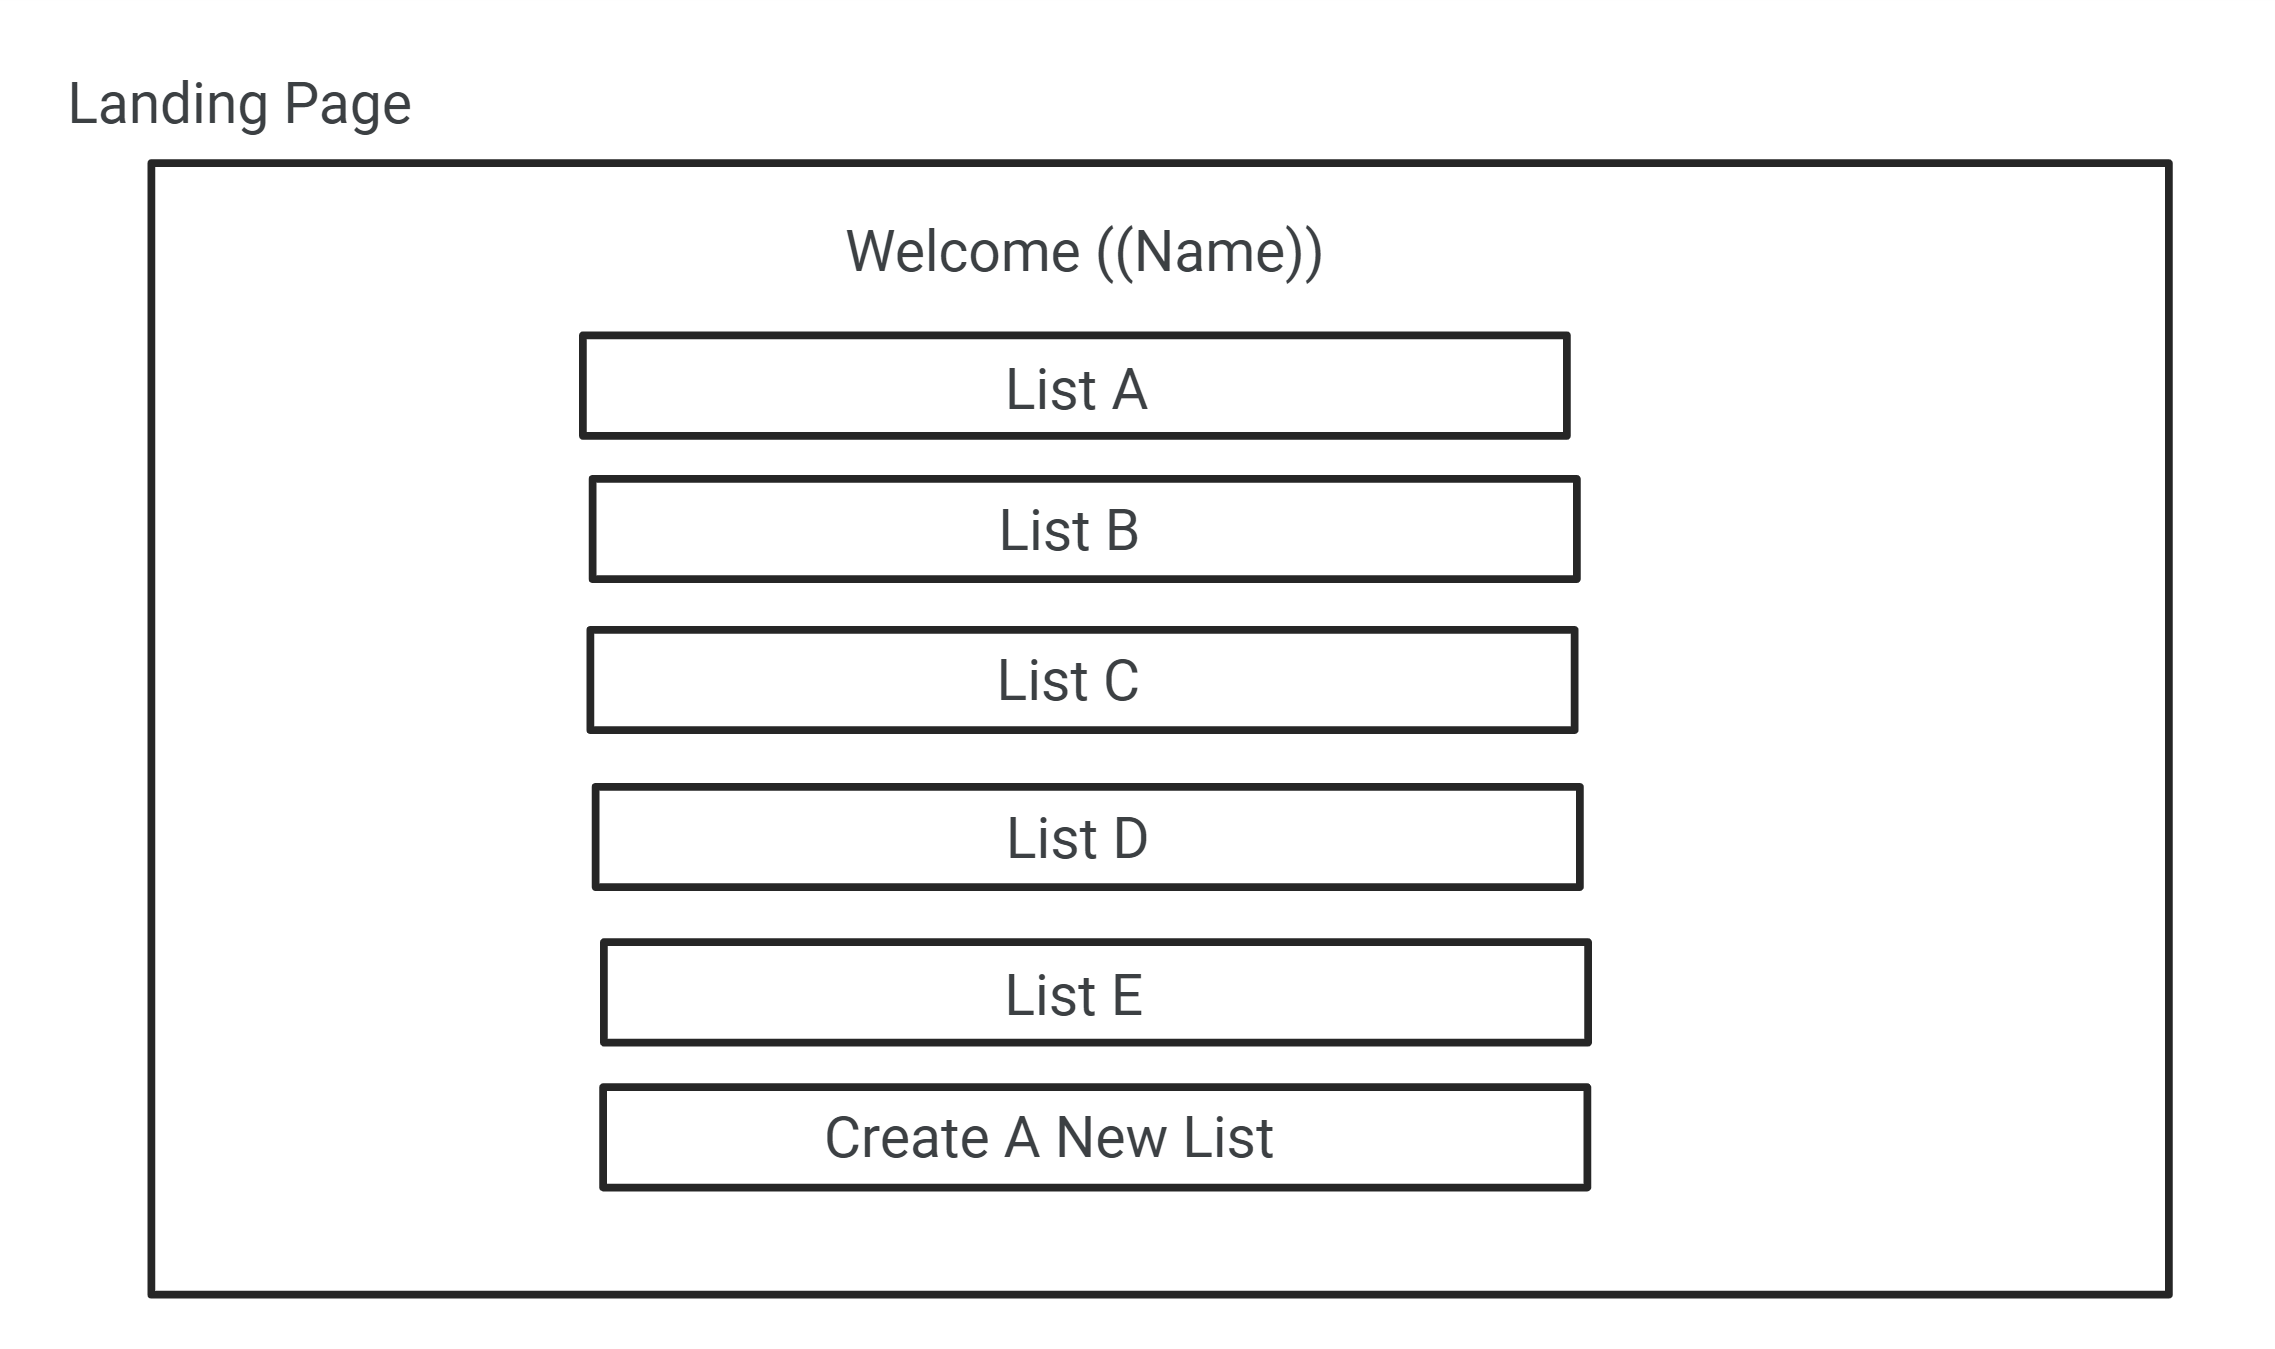 Landing Page
Welcome ((Name))
List A
List B
List C
List D
List E
Create A New List